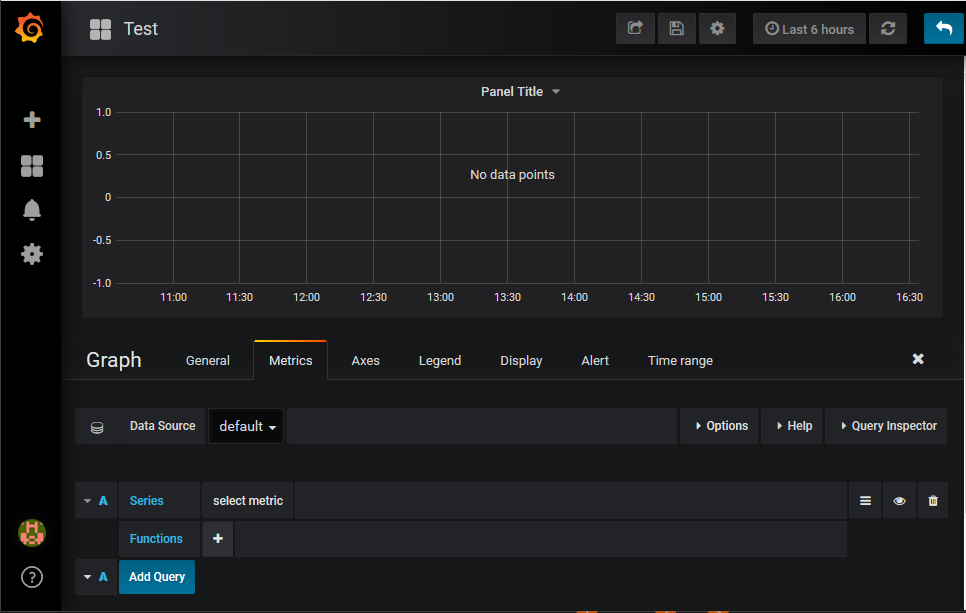 Test
Last 6 hours
Panel Title
1.0
0.5
No data points
0
-0.5
-1.0
11:00 11:30 12:00 12:30 13:00 13:30 14:00 14:30 15:00 15:30 16:00 16:30
Graph General Metrics Axes Legend Display Alert Time range
Data Source default Options Help Query Inspector
A Series select metric
Functions +
A Add Query
?